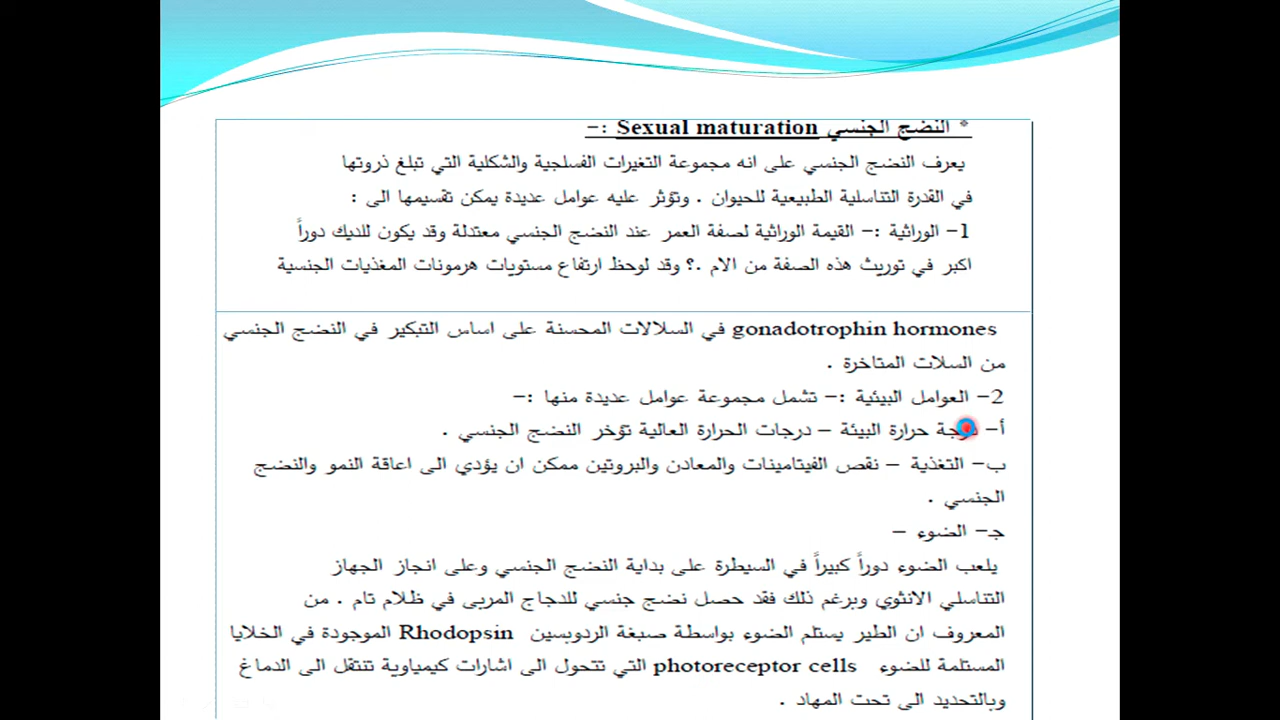 * النضج الجنسي Sexual maturation :-
يعرف النضج الجنسي على انه مجموعة التغيرات الفسلجية والشكلية التي تبلغ ذروتها
في القدرة التناسلية الطبيعية للحيوان . وتؤثر عليه عوامل عديدة يمكن تقسيمها الى :
1- الوراثية :- القيمة الوراثية لصفة العمر عند النضج الجنسي معتدلة وقد يكون للديك دوراً
اكبر في توريث هذه الصفة من الام .؟ وقد لوحظ ارتفاع مستويات هرمونات المغذيات الجنسية
gonadotrophin hormones في السلالات المحسنة على اساس التبكير في النضج الجنسي
من السلات المتاخرة .
2- العوامل البيئية :- تشمل مجموعة عوامل عديدة منها :-
أ- درجة حرارة البيئة – درجات الحرارة العالية تؤخر النضج الجنسي .
ب- التغذية – نقص الفيتامينات والمعادن والبروتين ممكن ان يؤدي الى اعاقة النمو والنضج
الجنسي .
جـ- الضوء –
يلعب الضوء دوراً كبيراً في السيطرة على بداية النضج الجنسي وعلى انجاز الجهاز
التناسلي الانثوي وبرغم ذلك فقد حصل نضج جنسي للدجاج المربى في ظلام تام . من
المعروف ان الطير يستلم الضوء بواسطة صبغة الردوبسين Rhodopsin الموجودة في الخلايا
المستلمة للضوء photoreceptor cells التي تتحول الى اشارات كيمياوية تنتقل الى الدماغ
وبالتحديد الى تحت المهاد .